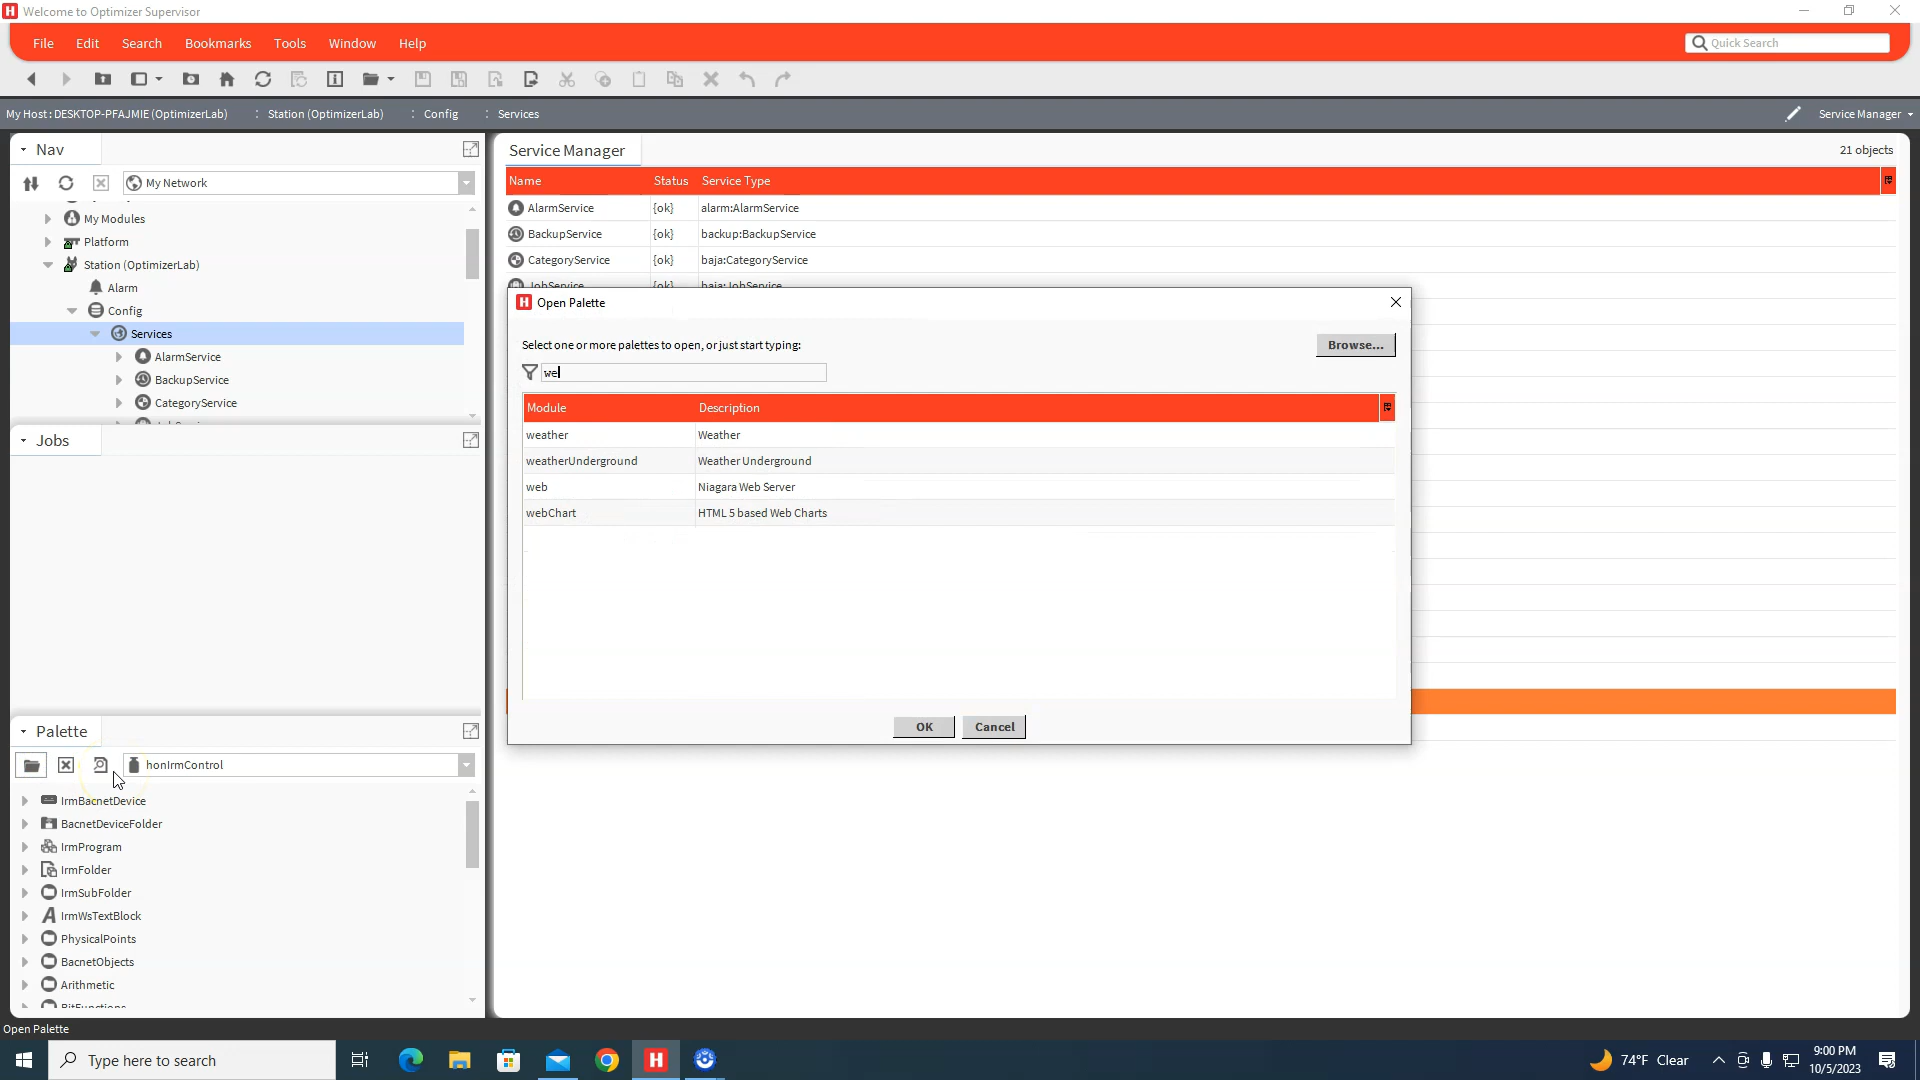 Welcome to Optimizer Supervisor
File Edit Search Bookmarks Tools Window Help
Quick Search
My Host : DESKTOP-PFAJMIE (OptimizerLab) : Station (OptimizerLab) : Config : Services
Service Manager
Nav
My Network
My Modules
Platform
Station (OptimizerLab)
Alarm
Config
Services
AlarmService
BackupService
CategoryService
Jobs
Palette
honIrmControl
IrmBacnetDevice
BacnetDeviceFolder
IrmProgram
IrmFolder
IrmSubFolder
IrmWsTextBlock
PhysicalPoints
BacnetObjects
Arithmetic
BitFunctions
Service Manager
21 objects
Name Status Service Type
AlarmService {ok} alarm:AlarmService
BackupService {ok} backup:BackupService
CategoryService {ok} baja:CategoryService
JobService {ok} baja:JobService
Open Palette
Select one or more palettes to open, or just start typing:
Browse...
we
Module Description
weather Weather
weatherUnderground Weather Underground
web Niagara Web Server
webChart HTML 5 based Web Charts
OK Cancel
Open Palette
Type here to search
74°F Clear
9:00 PM
10/5/2023